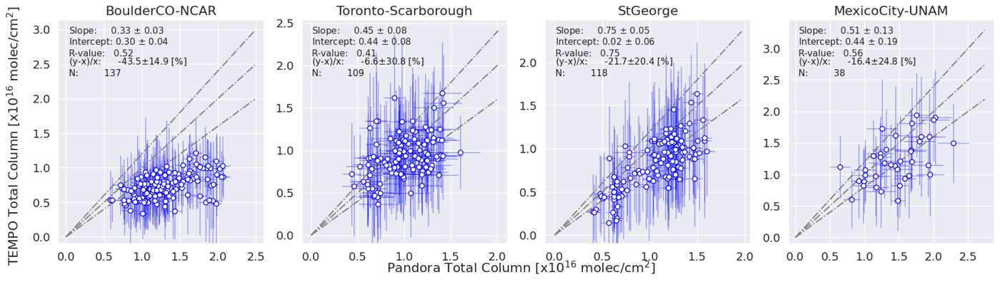 BoulderCO-NCAR
Toronto-Scarborough
StGeorge
MexicoCity-UNAM
TEMPO Total Column [x10^16 molec/cm^2]
Slope: 0.33 ± 0.03
Intercept: 0.30 ± 0.04
R-value: 0.52
(y-x)/x: -43.5±14.9 [%]
N: 137
3.0
2.5
2.0
1.5
1.0
0.5
0.0
0.0 0.5 1.0 1.5 2.0 2.5
Slope: 0.45 ± 0.08
Intercept: 0.44 ± 0.08
R-value: 0.41
(y-x)/x: -6.6±30.8 [%]
N: 109
2.5
2.0
1.5
1.0
0.5
0.0
0.0 0.5 1.0 1.5 2.0
Slope: 0.75 ± 0.05
Intercept: 0.02 ± 0.06
R-value: 0.75
(y-x)/x: -21.7±20.4 [%]
N: 118
2.0
1.5
1.0
0.5
0.0
0.0 0.5 1.0 1.5 2.0
Slope: 0.51 ± 0.13
Intercept: 0.44 ± 0.19
R-value: 0.56
(y-x)/x: -16.4±24.8 [%]
N: 38
3.0
2.5
2.0
1.5
1.0
0.5
0.0
0.0 0.5 1.0 1.5 2.0 2.5
Pandora Total Column [x10^16 molec/cm^2]